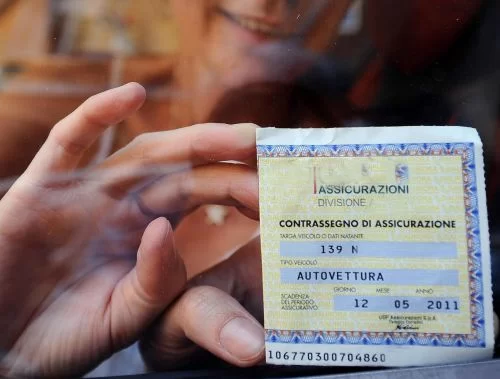 ASSICURAZIONI
DIVISIONE
CONTRASSEGNO DI ASSICURAZIONE
TARGA VEICOLO O DATI NATANTE
139 N
TIPO VEICOLO
AUTOVETTURA
GIORNO MESE ANNO
SCADENZA DEL PERIODO ASSICURATIVO
12 05 2011
Assicurazioni S.p.A.
106770300704860